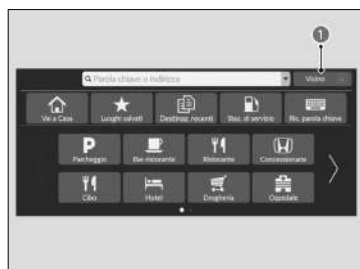 1
Parola chiave o indirizzo Vicino
Vai a Casa Luoghi salvati Destinaz. recenti Staz. di servizio Ric. parola chiave
P
Parcheggio Bar ristorante Ristorante Concessionarie
Cibo Hotel Drogheria Ospedale